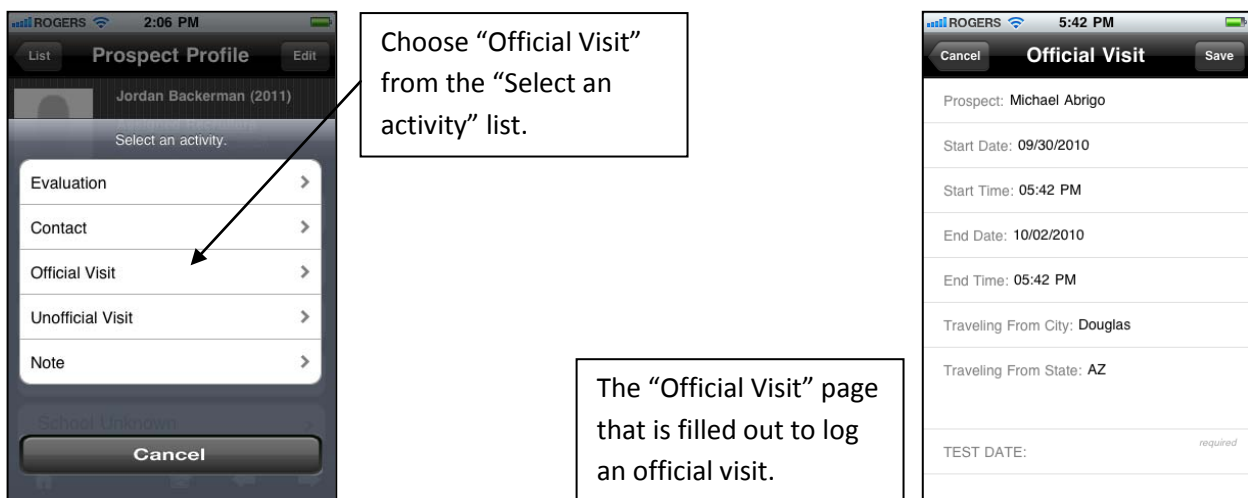 ROGERS 2:06 PM
List Prospect Profile Edit
Jordan Backerman (2011)
Select an activity.
Evaluation
Contact
Official Visit
Unofficial Visit
Note
School Unknown
Cancel
Choose “Official Visit”
from the “Select an
activity” list.
The “Official Visit” page
that is filled out to log
an official visit.
ROGERS 5:42 PM
Cancel Official Visit Save
Prospect: Michael Abrigo
Start Date: 09/30/2010
Start Time: 05:42 PM
End Date: 10/02/2010
End Time: 05:42 PM
Traveling From City: Douglas
Traveling From State: AZ
TEST DATE: required